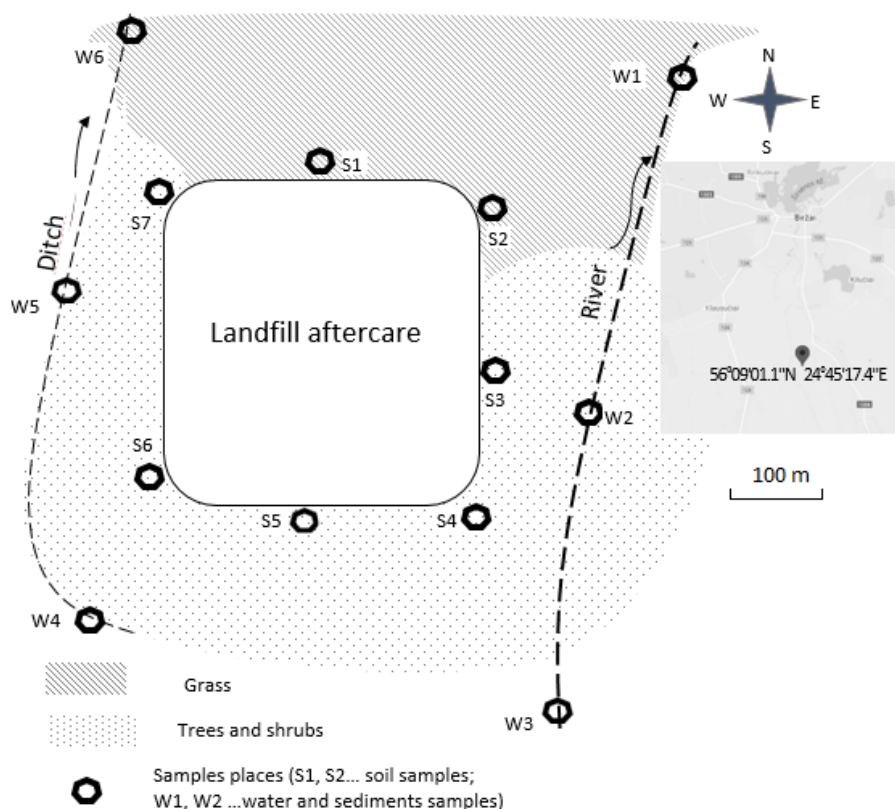 W6
W1
N
W E
S
S1
S7
S2
Ditch
Biržai
River
W5
Landfill aftercare
56°09'01.1"N 24°45'17.4"E
S3
W2
S6
100 m
S5
S4
W4
Grass
W3
Trees and shrubs
Samples places (S1, S2... soil samples;
W1, W2 ...water and sediments samples)